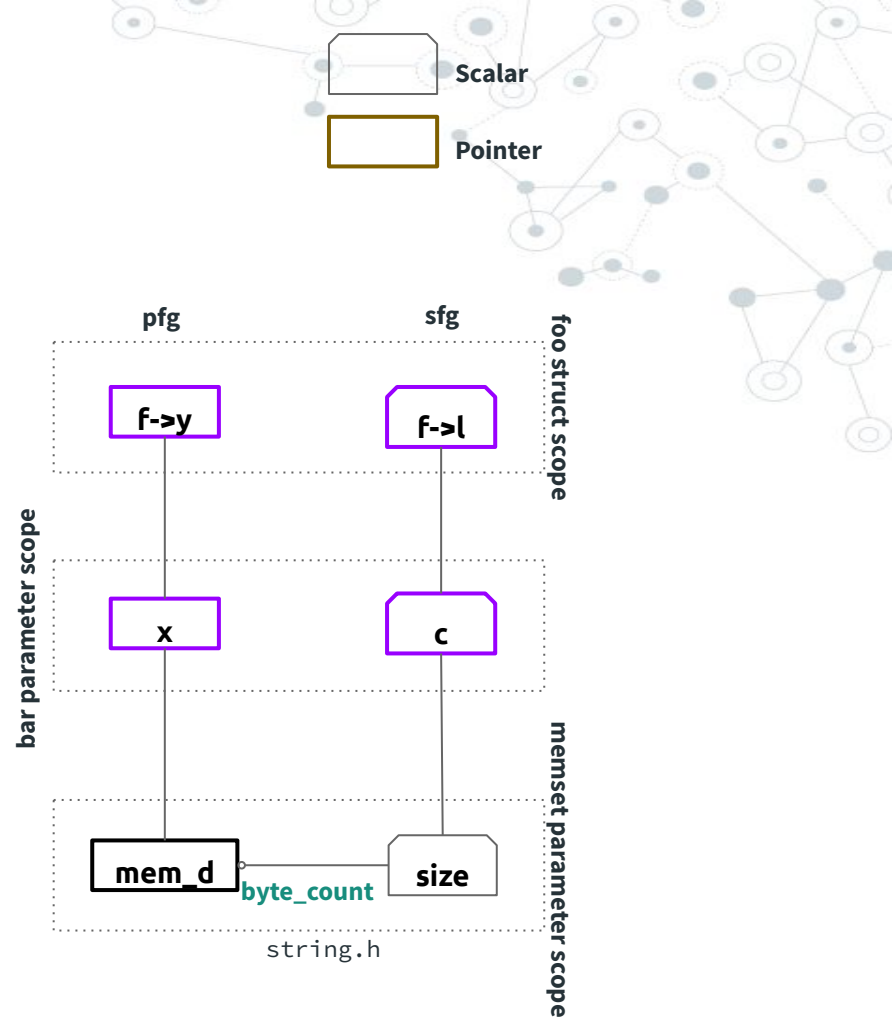 Scalar
Pointer
pfg
sfg
foo struct scope
f->y
f->l
bar parameter scope
x
c
memset parameter scope
mem_d
size
byte_count
string.h